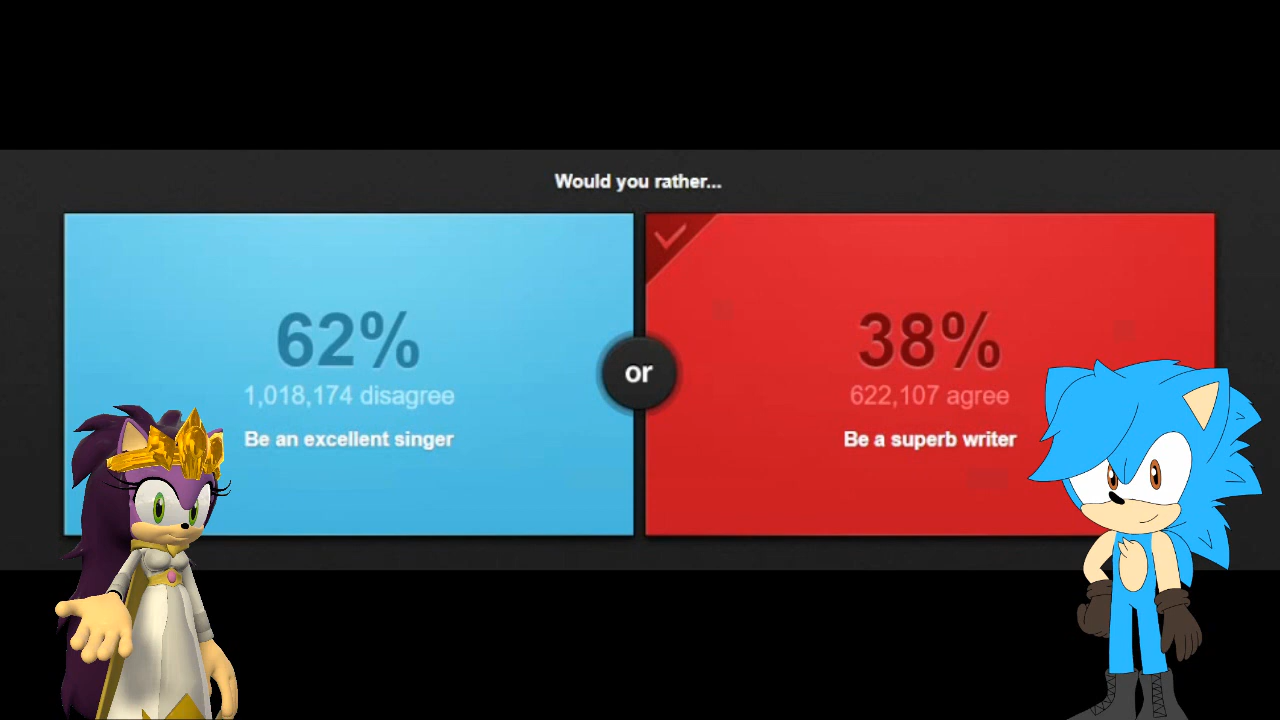 Would you rather...
62%
1,018,174 disagree
Be an excellent singer
or
38%
622,107 agree
Be a superb writer